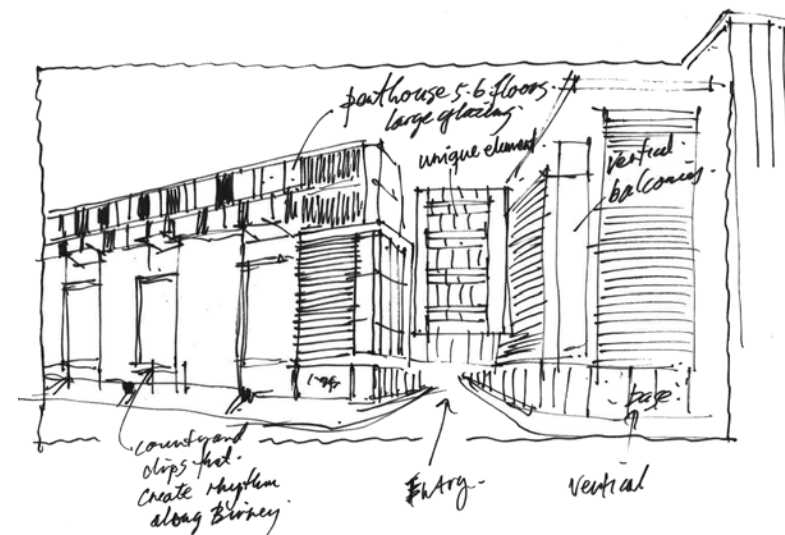 penthouse 5-6 floors.
large glazing.
unique element
vertical
balconies.
base
courtyard
clips that
create rhythm
along Binney.
Entry.
vertical